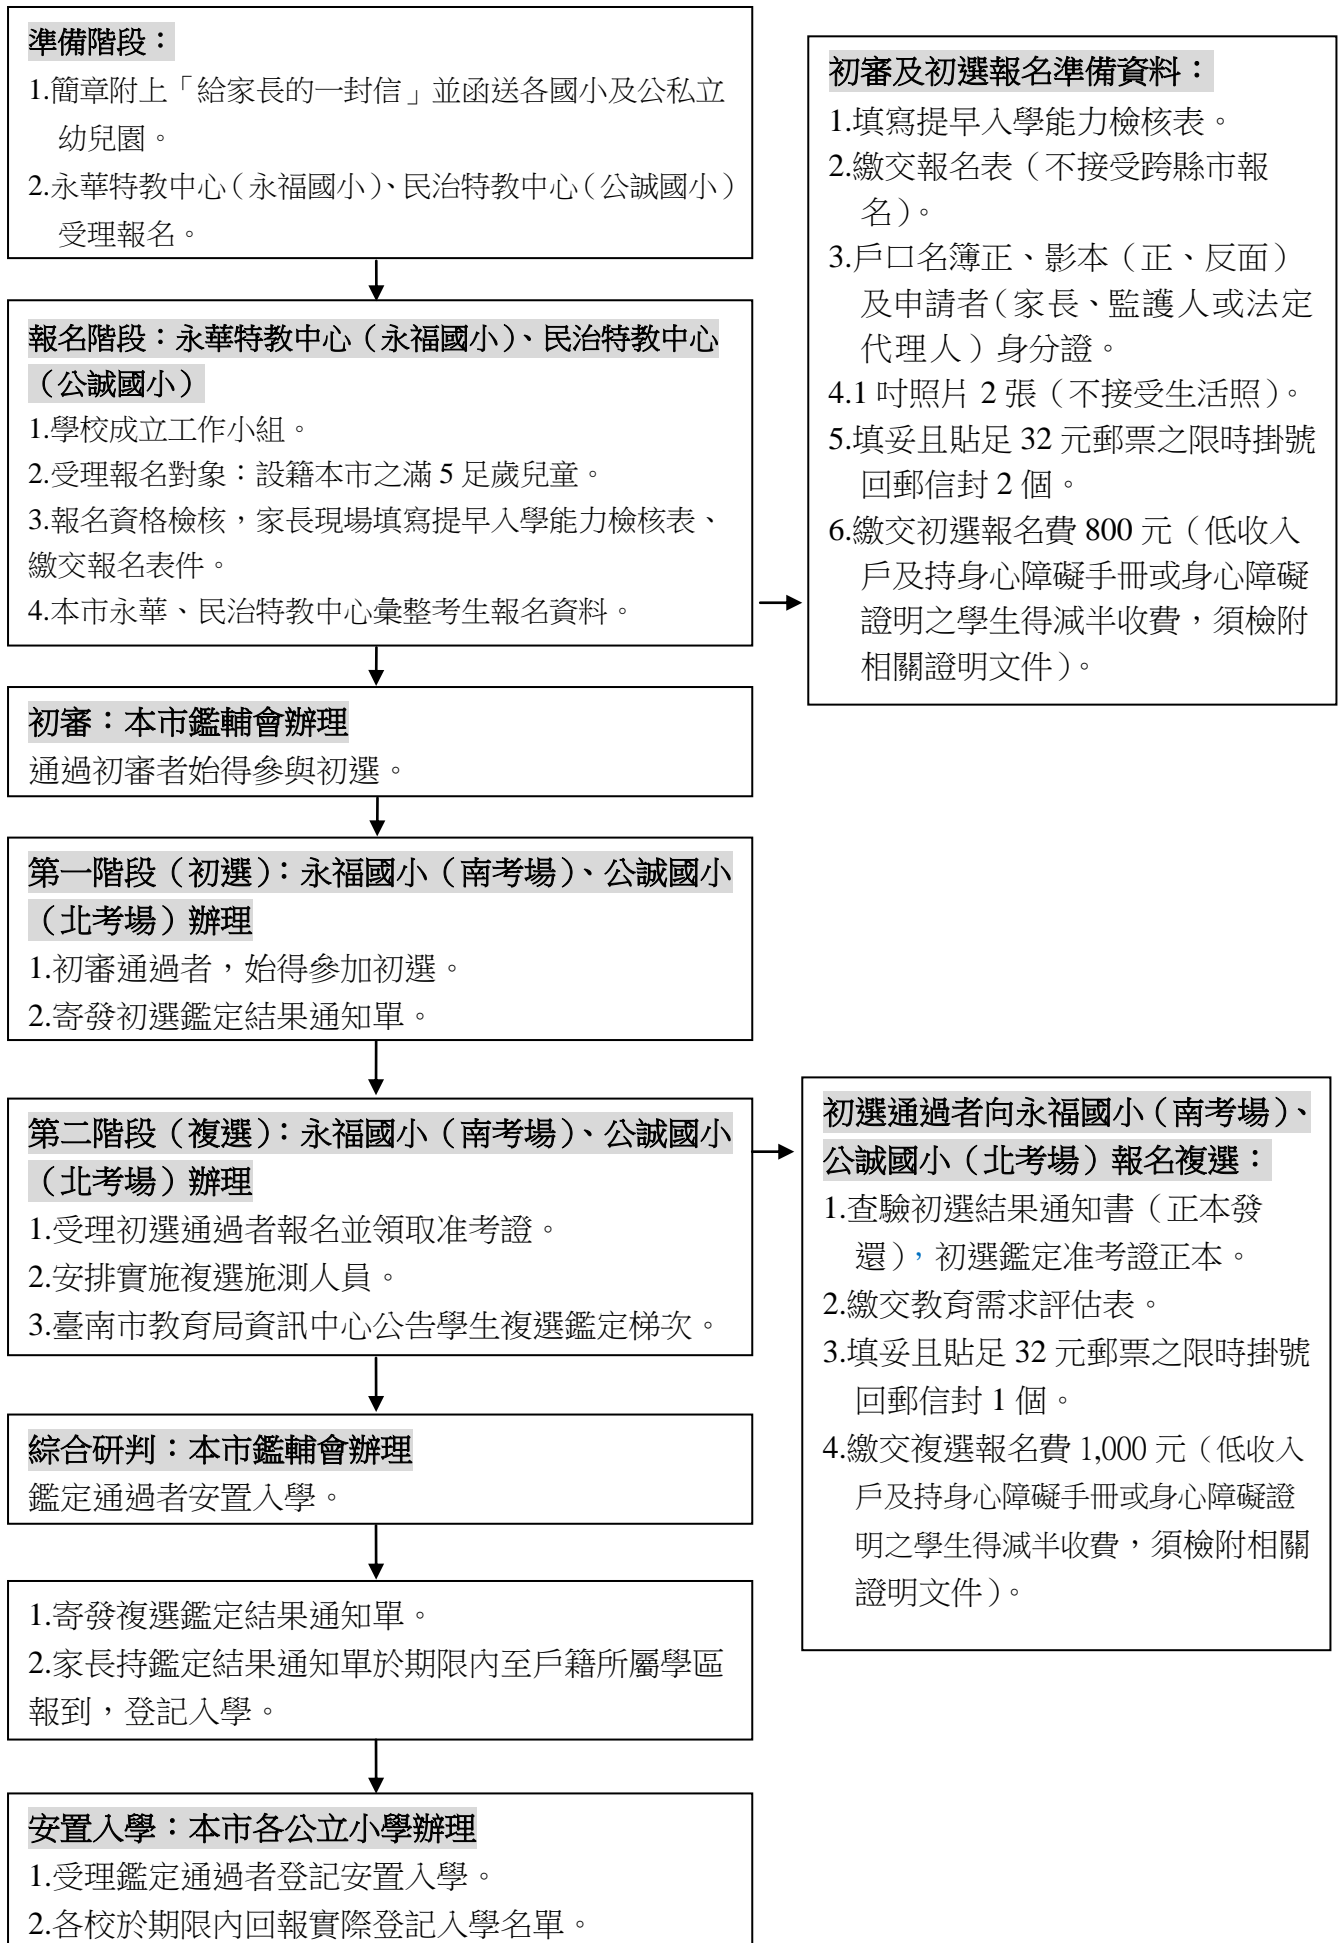 準備階段：
1.簡章附上「給家長的一封信」並函送各國小及公私立
幼兒園。
2.永華特教中心（永福國小）、民治特教中心（公誠國小）
受理報名。
報名階段：永華特教中心（永福國小）、民治特教中心
（公誠國小）
1.學校成立工作小組。
2.受理報名對象：設籍本市之滿 5 足歲兒童。
3.報名資格檢核，家長現場填寫提早入學能力檢核表、
繳交報名表件。
4.本市永華、民治特教中心彙整考生報名資料。
初審及初選報名準備資料：
1.填寫提早入學能力檢核表。
2.繳交報名表（不接受跨縣市報
名）。
3.戶口名簿正、影本（正、反面）
及申請者（家長、監護人或法定
代理人）身分證。
4.1 吋照片 2 張（不接受生活照）。
5.填妥且貼足 32 元郵票之限時掛號
回郵信封 2 個。
6.繳交初選報名費 800 元（低收入
戶及持身心障礙手冊或身心障礙
證明之學生得減半收費，須檢附
相關證明文件）。
初審：本市鑑輔會辦理
通過初審者始得參與初選。
第一階段（初選）：永福國小（南考場）、公誠國小
（北考場）辦理
1.初審通過者，始得參加初選。
2.寄發初選鑑定結果通知單。
第二階段（複選）：永福國小（南考場）、公誠國小
（北考場）辦理
1.受理初選通過者報名並領取准考證。
2.安排實施複選施測人員。
3.臺南市教育局資訊中心公告學生複選鑑定梯次。
初選通過者向永福國小（南考場）、
公誠國小（北考場）報名複選：
1.查驗初選結果通知書（正本發
還），初選鑑定准考證正本。
2.繳交教育需求評估表。
3.填妥且貼足 32 元郵票之限時掛號
回郵信封 1 個。
4.繳交複選報名費 1,000 元（低收入
戶及持身心障礙手冊或身心障礙證
明之學生得減半收費，須檢附相關
證明文件）。
綜合研判：本市鑑輔會辦理
鑑定通過者安置入學。
1.寄發複選鑑定結果通知單。
2.家長持鑑定結果通知單於期限內至戶籍所屬學區
報到，登記入學。
安置入學：本市各公立小學辦理
1.受理鑑定通過者登記安置入學。
2.各校於期限內回報實際登記入學名單。